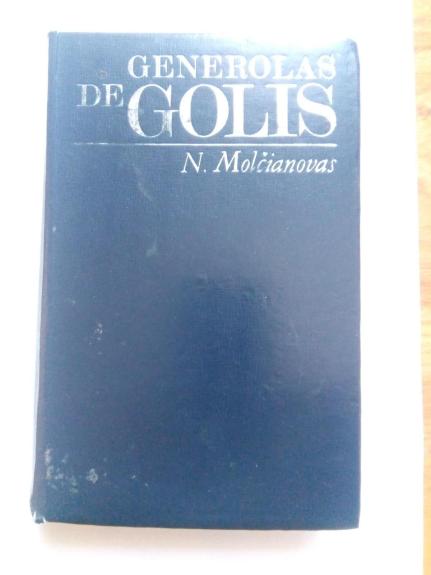 GENEROLAS
DE GOLIS
N. Molčianovas